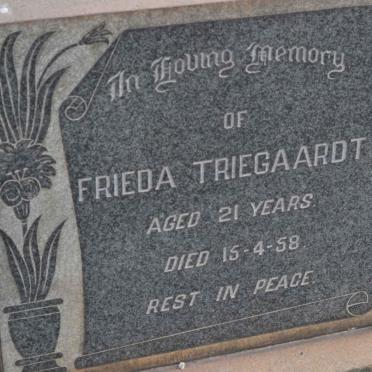 In Loving Memory
OF
FRIEDA TRIEGAARDT
AGED 21 YEARS
DIED 15-4-58
REST IN PEACE.